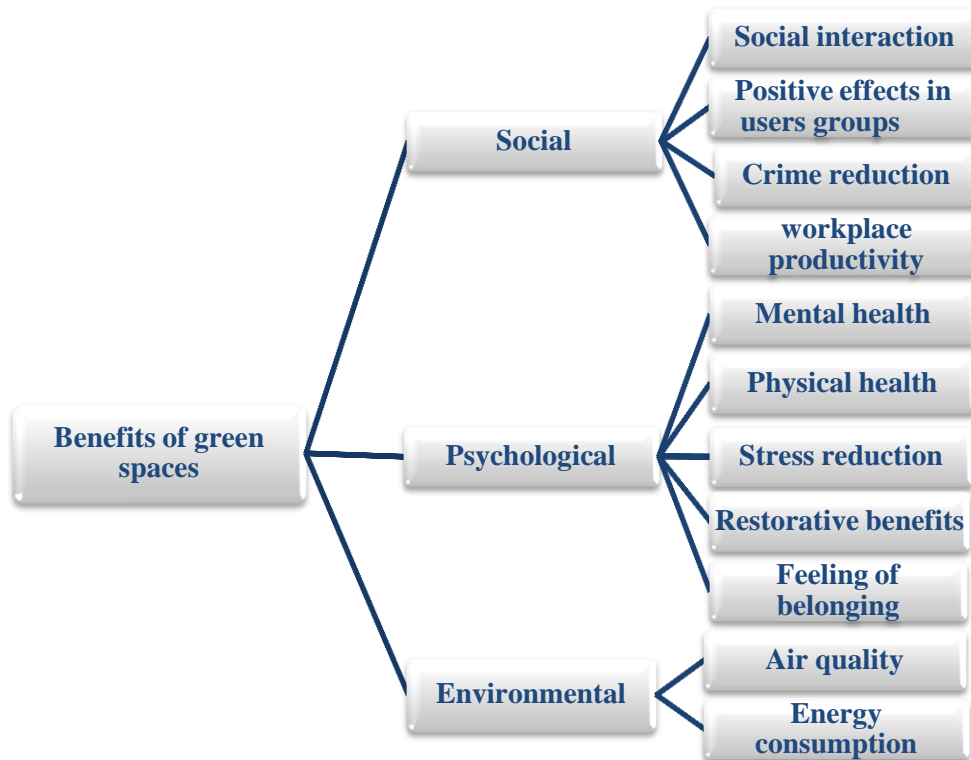 Social interaction
Positive effects in
users groups
Social
Crime reduction
workplace
productivity
Mental health
Physical health
Benefits of green
spaces
Psychological
Stress reduction
Restorative benefits
Feeling of
belonging
Air quality
Environmental
Energy
consumption